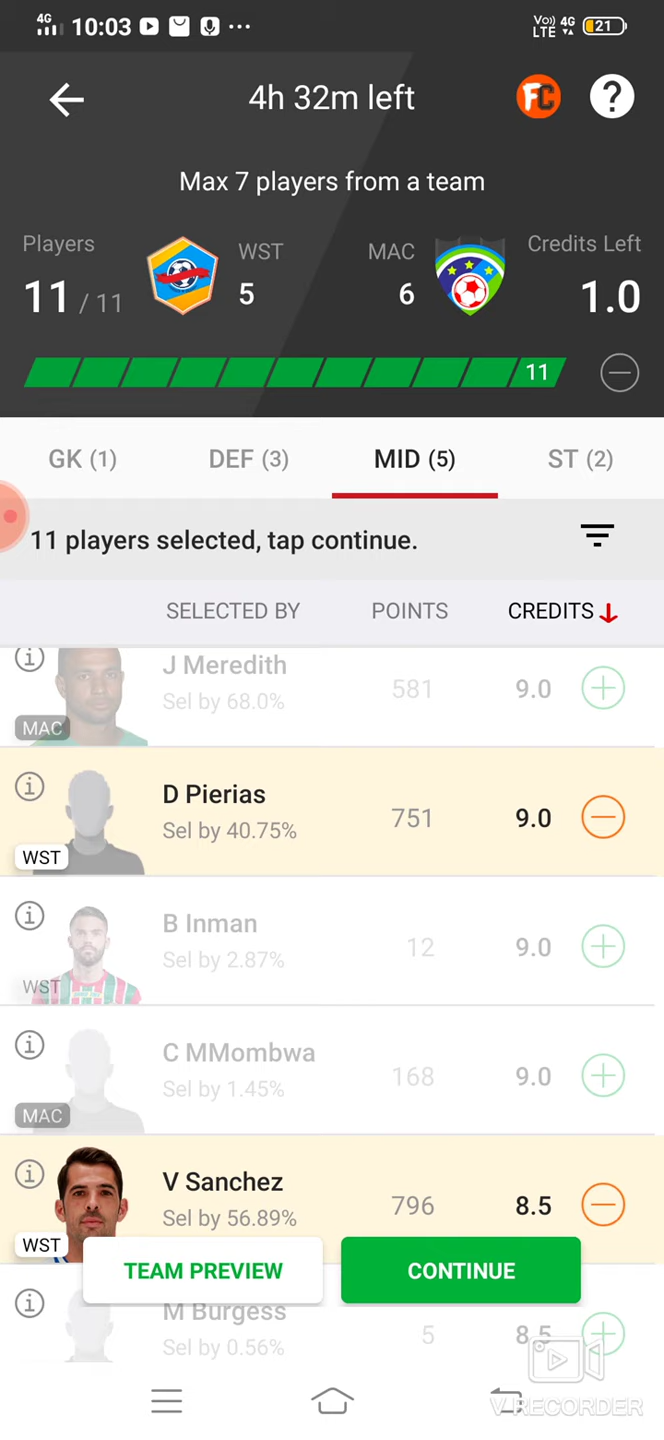 4G 10:03 ... Vo)) LTE 4G 21
4h 32m left FC ?
Max 7 players from a team
Players WST MAC Credits Left
11 / 11 5 6 1.0
11
GK (1) DEF (3) MID (5) ST (2)
11 players selected, tap continue.
SELECTED BY POINTS CREDITS
J Meredith
Sel by 68.0% 581 9.0
MAC
D Pierias
Sel by 40.75% 751 9.0
WST
B Inman
Sel by 2.87% 12 9.0
WST
C MMombwa
Sel by 1.45% 168 9.0
MAC
V Sanchez
Sel by 56.89% 796 8.5
WST
TEAM PREVIEW CONTINUE
M Burgess
Sel by 0.56% 5 8.5
V RECORDER